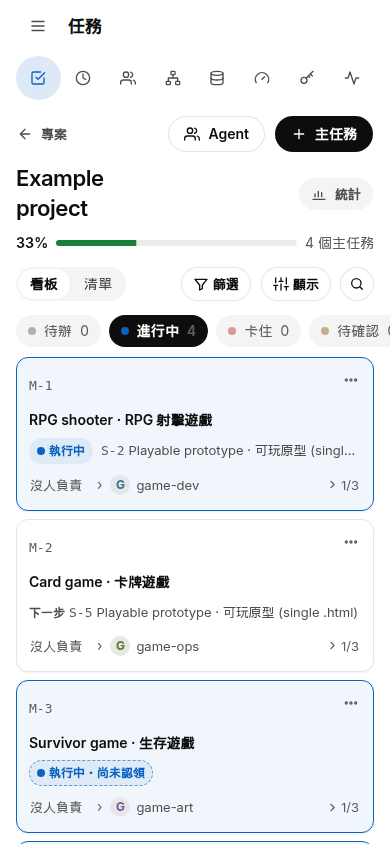 任務
專案
Agent
主任務
Example project
統計
33%
4 個主任務
看板
清單
篩選
顯示
待辦 0
進行中 4
卡住 0
待確認
M-1
RPG shooter · RPG 射擊遊戲
執行中 S-2 Playable prototype · 可玩原型 (singl...
沒人負責 > G game-dev > 1/3
M-2
Card game · 卡牌遊戲
下一步 S-5 Playable prototype · 可玩原型 (single .html)
沒人負責 > G game-ops > 1/3
M-3
Survivor game · 生存遊戲
執行中・尚未認領
沒人負責 > G game-art > 1/3